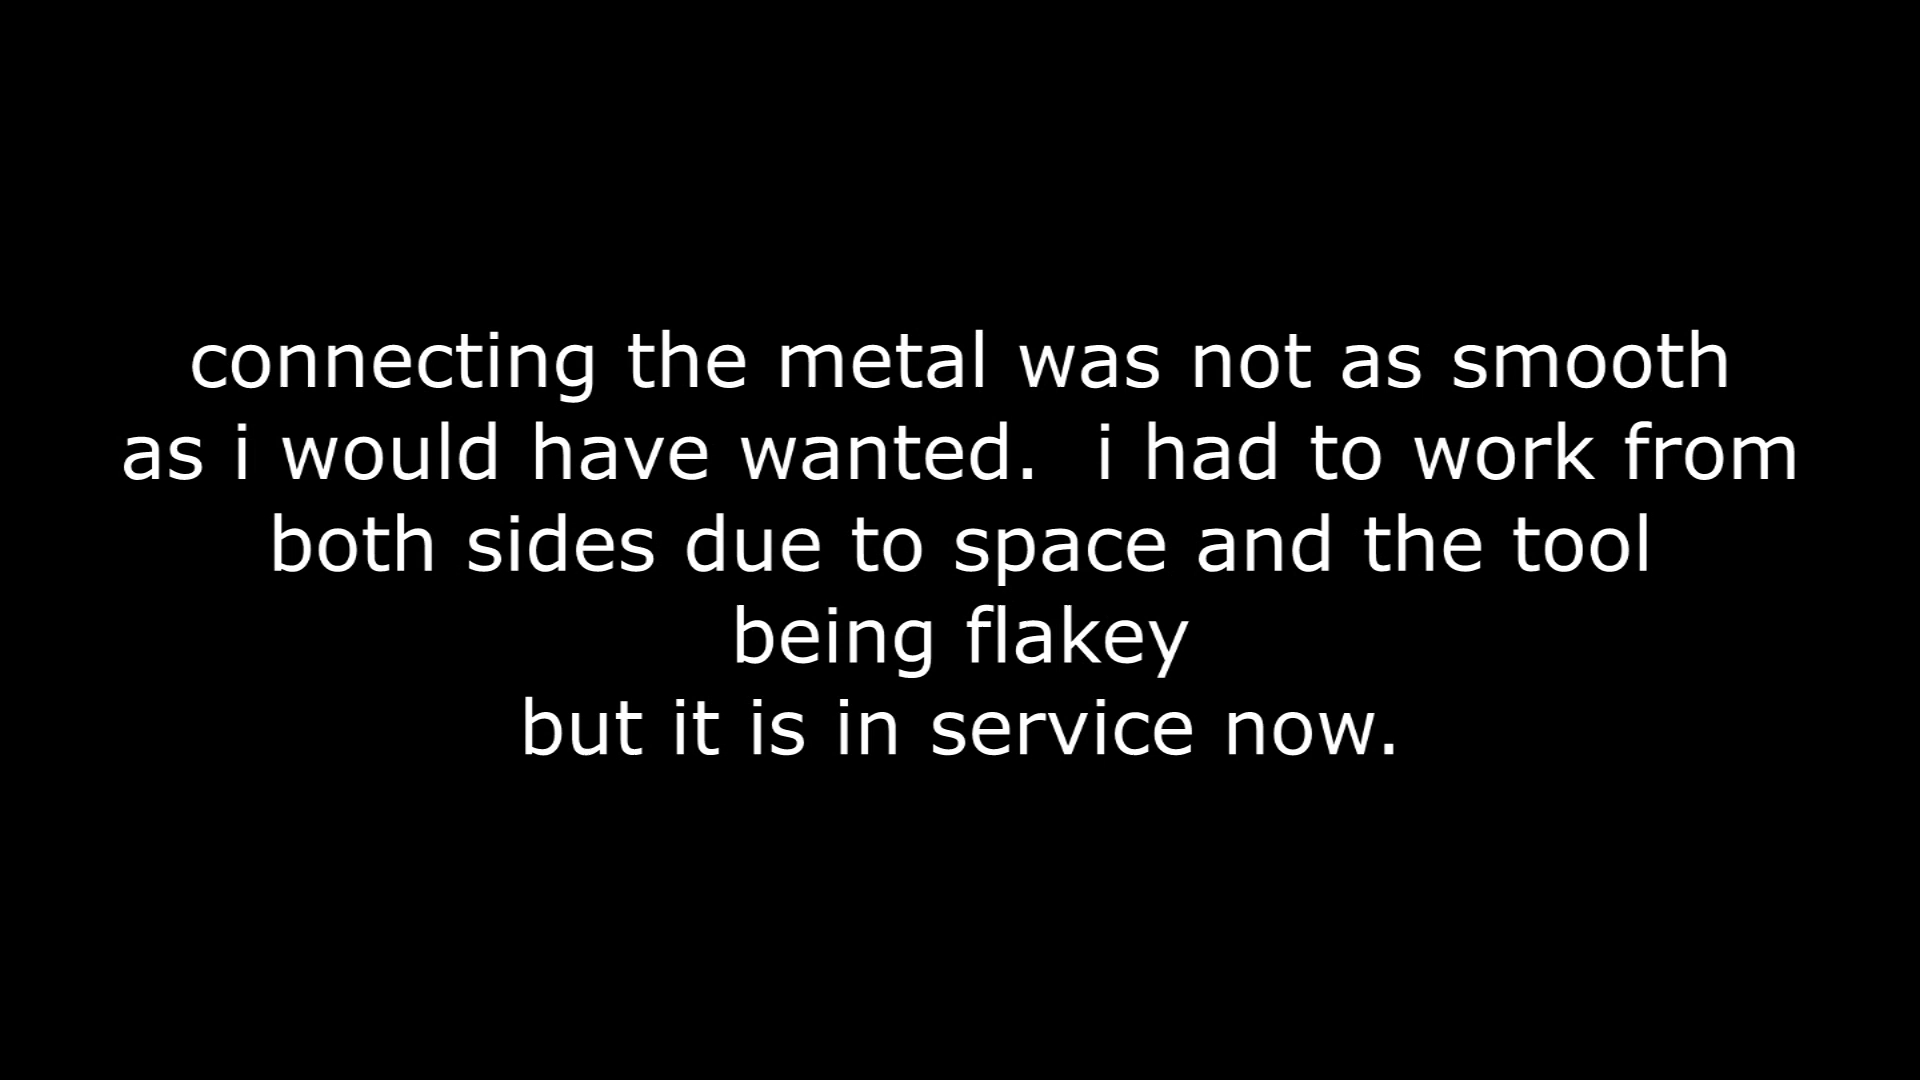 connecting the metal was not as smooth
as i would have wanted.  i had to work from
both sides due to space and the tool
being flakey
but it is in service now.